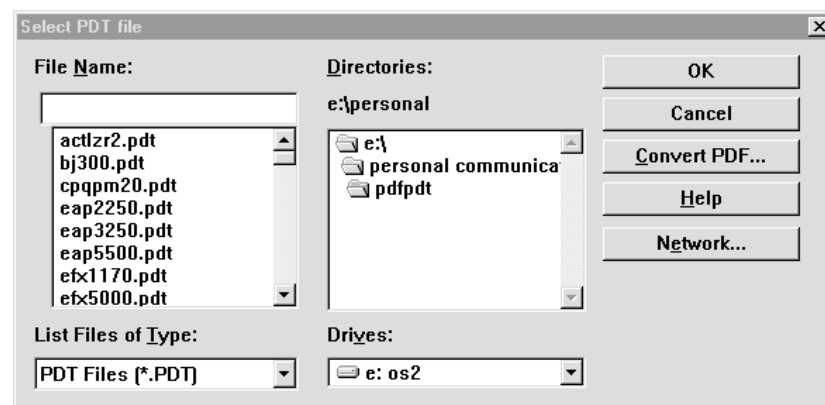 Select PDT file
File Name:
actlzr2.pdt
bj300.pdt
cpqpm20.pdt
eap2250.pdt
eap3250.pdt
eap5500.pdt
efx1170.pdt
efx5000.pdt
List Files of Type:
PDT Files (*.PDT)
Directories:
e:\personal
e:\
personal communica
pdfpdt
Drives:
e: os2
OK
Cancel
Convert PDF...
Help
Network...